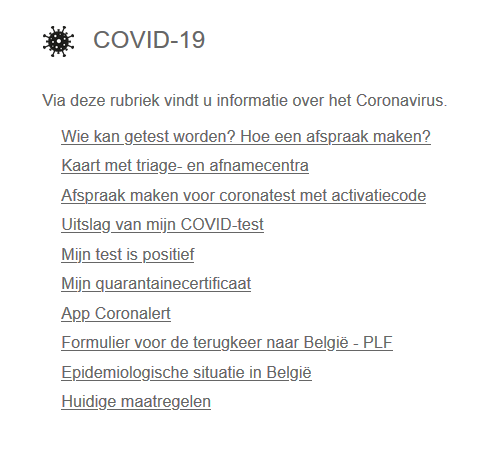 COVID-19
Via deze rubriek vindt u informatie over het Coronavirus.
Wie kan getest worden? Hoe een afspraak maken?
Kaart met triage- en afnamecentra
Afspraak maken voor coronatest met activatiecode
Uitslag van mijn COVID-test
Mijn test is positief
Mijn quarantainecertificaat
App Coronalert
Formulier voor de terugkeer naar België - PLF
Epidemiologische situatie in België
Huidige maatregelen